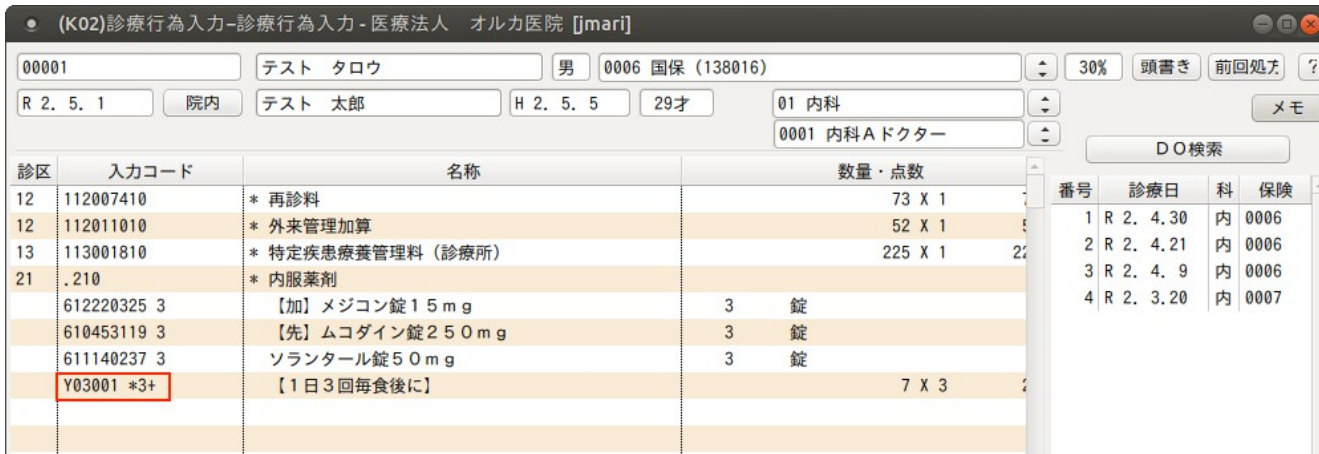 (K02)診療行為入力–診療行為入力 - 医療法人　オルカ医院 [jmari]
00001 テスト　タロウ 男 0006 国保 (138016) 30% 頭書き 前回処方
R 2. 5. 1 院内 テスト　太郎 H 2. 5. 5 29才 01 内科 メモ
0001 内科Ａドクター
ＤＯ検索
診区 入力コード 名称 数量・点数
番号 診療日 科 保険
12 112007410 * 再診料 73 X 1
12 112011010 * 外来管理加算 52 X 1
13 113001810 * 特定疾患療養管理料（診療所） 225 X 1
21 .210 * 内服薬剤
612220325 3 【加】メジコン錠１５ｍｇ 3 錠
610453119 3 【先】ムコダイン錠２５０ｍｇ 3 錠
611140237 3 ソランタール錠５０ｍｇ 3 錠
Y03001 *3+ 【１日３回毎食後に】 7 X 3
1 R 2. 4.30 内 0006
2 R 2. 4.21 内 0006
3 R 2. 4. 9 内 0006
4 R 2. 3.20 内 0007